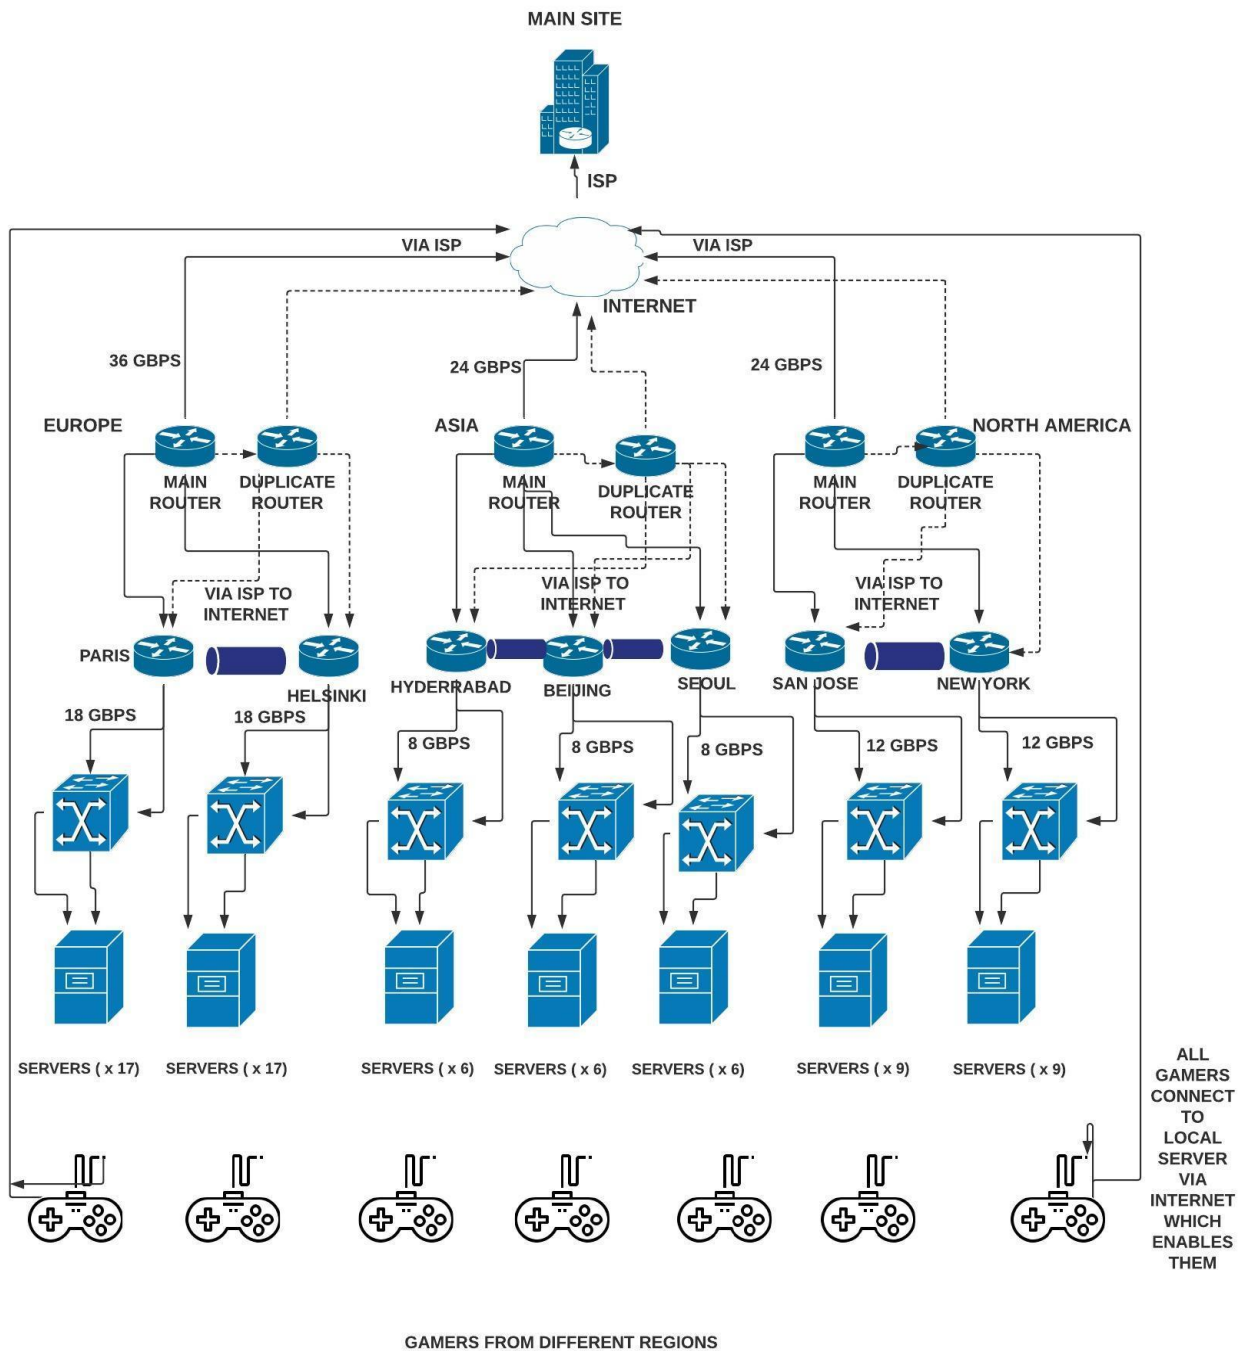 MAIN SITE
ISP
VIA ISP
VIA ISP
INTERNET
36 GBPS
24 GBPS
24 GBPS
EUROPE
ASIA
NORTH AMERICA
MAIN
ROUTER
DUPLICATE
ROUTER
MAIN
ROUTER
DUPLICATE
ROUTER
MAIN
ROUTER
DUPLICATE
ROUTER
VIA ISP TO
INTERNET
VIA ISP TO
INTERNET
VIA ISP TO
INTERNET
PARIS
HELSINKI
HYDERRABAD
BEIJING
SEOUL
SAN JOSE
NEW YORK
18 GBPS
18 GBPS
8 GBPS
8 GBPS
8 GBPS
12 GBPS
12 GBPS
SERVERS ( x 17)
SERVERS ( x 17)
SERVERS ( x 6)
SERVERS ( x 6)
SERVERS ( x 6)
SERVERS ( x 9)
SERVERS ( x 9)
ALL
GAMERS
CONNECT
TO
LOCAL
SERVER
VIA
INTERNET
WHICH
ENABLES
THEM
GAMERS FROM DIFFERENT REGIONS